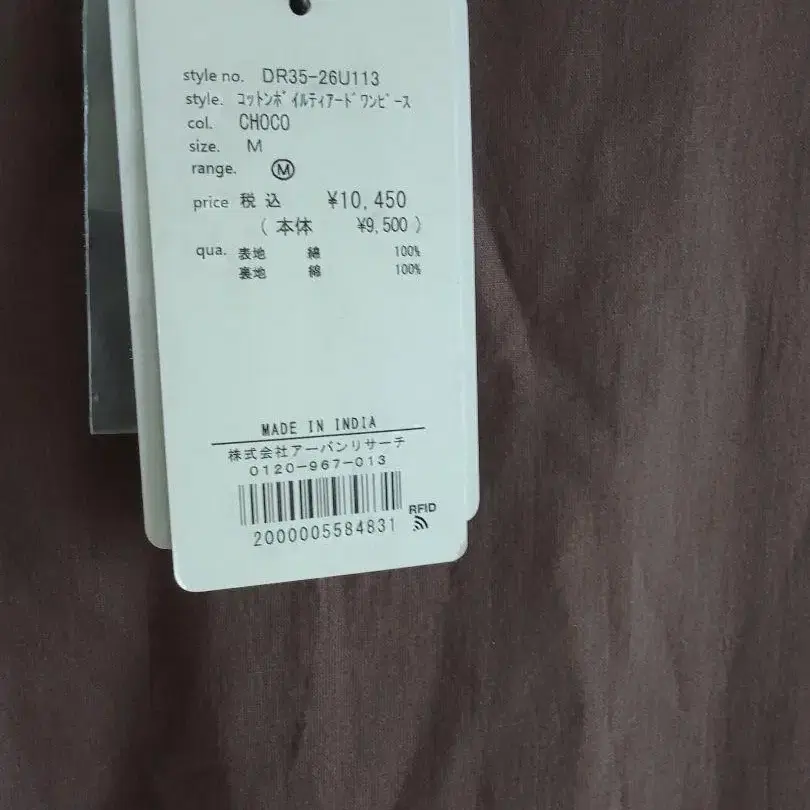 style no. DR35-26U113
style. ｺｯﾄﾝﾎﾞｲﾙﾃｨｱｰﾄﾞﾜﾝﾋﾟｰｽ
col. CHOCO
size. M
range. Ⓜ
price 税込 ¥10,450
( 本体 ¥9,500 )
qua. 表地 綿 100%
裏地 綿 100%
MADE IN INDIA
株式会社アーバンリサーチ
0120-967-013
RFID
2000005584831